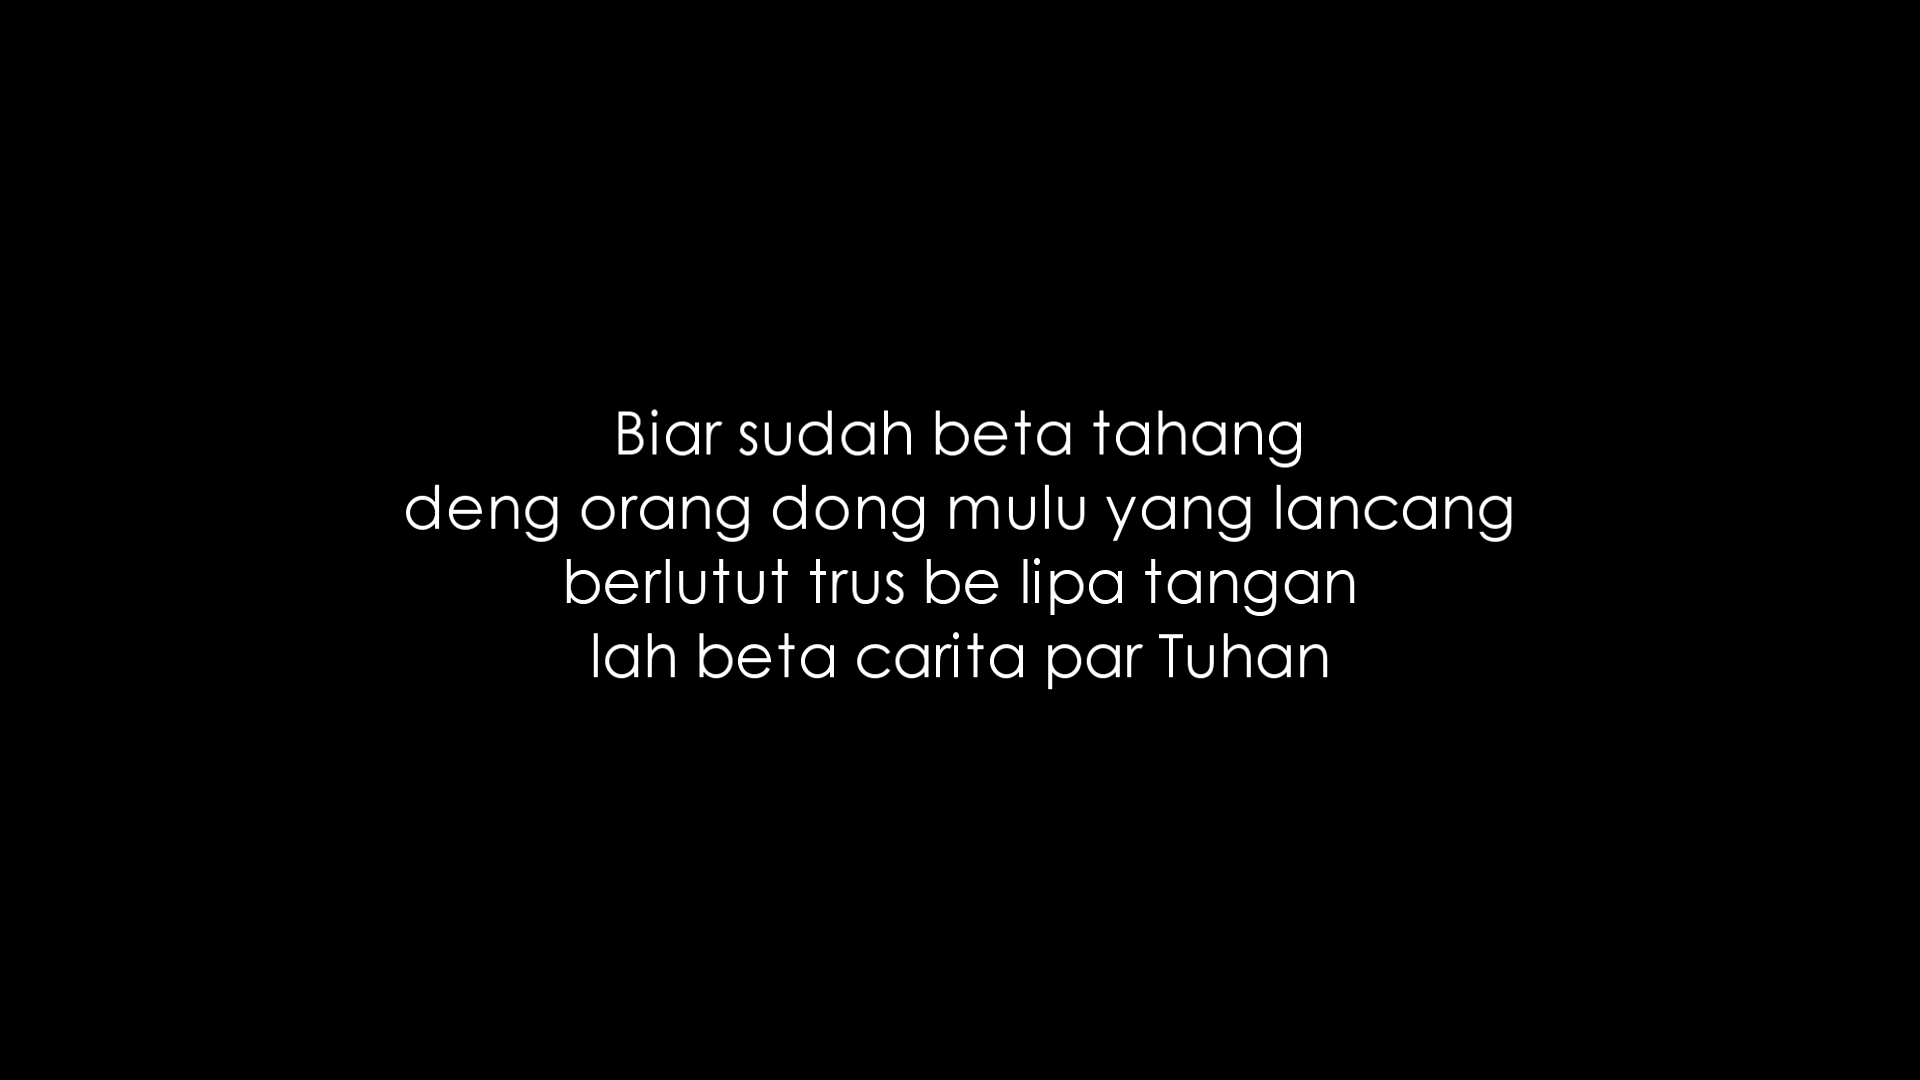 Biar sudah beta tahang
deng orang dong mulu yang lancang
berlutut trus be lipa tangan
lah beta carita par Tuhan